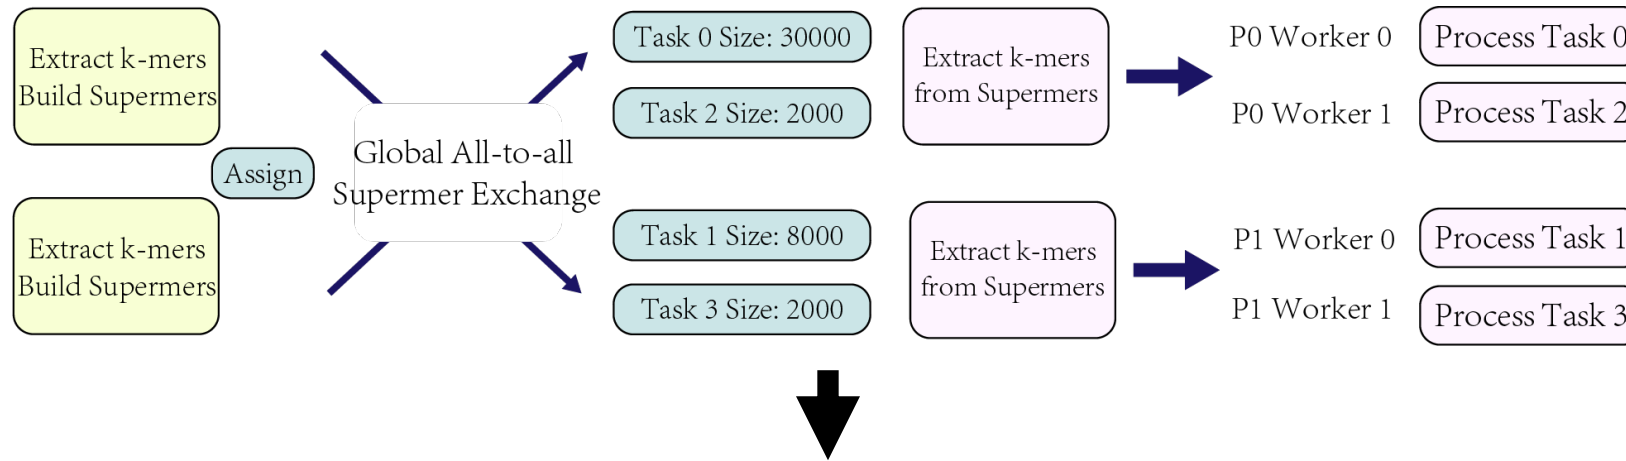 Extract k-mers
Build Supermers
Assign
Extract k-mers
Build Supermers
Global All-to-all
Supermer Exchange
Task 0 Size: 30000
Task 2 Size: 2000
Task 1 Size: 8000
Task 3 Size: 2000
Extract k-mers
from Supermers
Extract k-mers
from Supermers
P0 Worker 0
Process Task 0
P0 Worker 1
Process Task 2
P1 Worker 0
Process Task 1
P1 Worker 1
Process Task 3